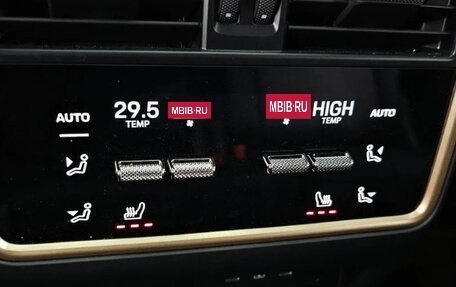 29.5 MBIB·RU MBIB·RU HIGH
AUTO TEMP TEMP AUTO